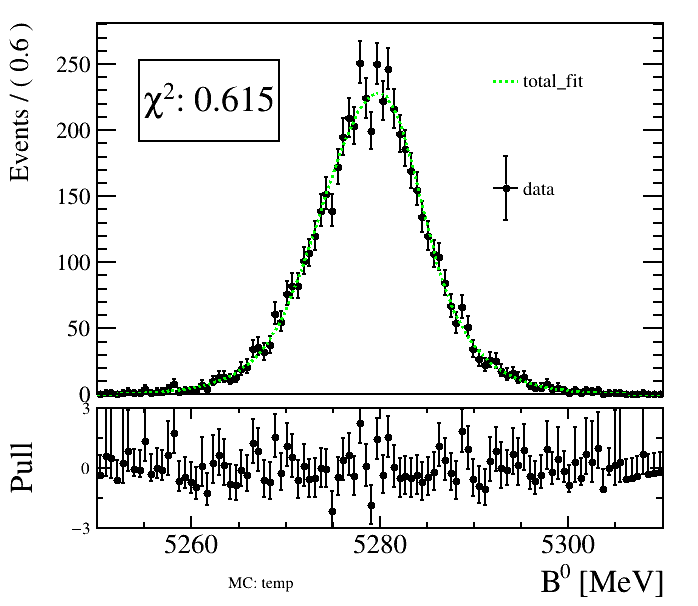 Events / ( 0.6 )
250
200
150
100
50
0
χ²: 0.615
total_fit
data
Pull
3
0
−3
5260
5280
5300
MC: temp
B⁰ [MeV]